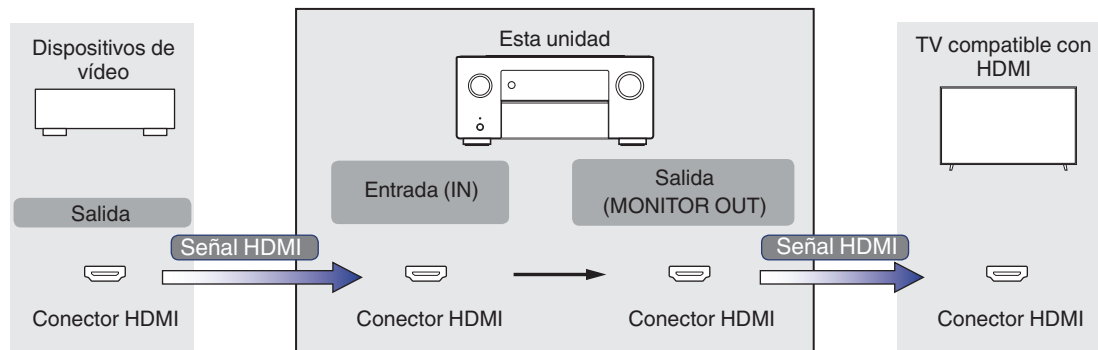 Dispositivos de
vídeo
Salida
Conector HDMI
Señal HDMI
Esta unidad
Entrada (IN)
Conector HDMI
Salida
(MONITOR OUT)
Conector HDMI
Señal HDMI
TV compatible con
HDMI
Conector HDMI